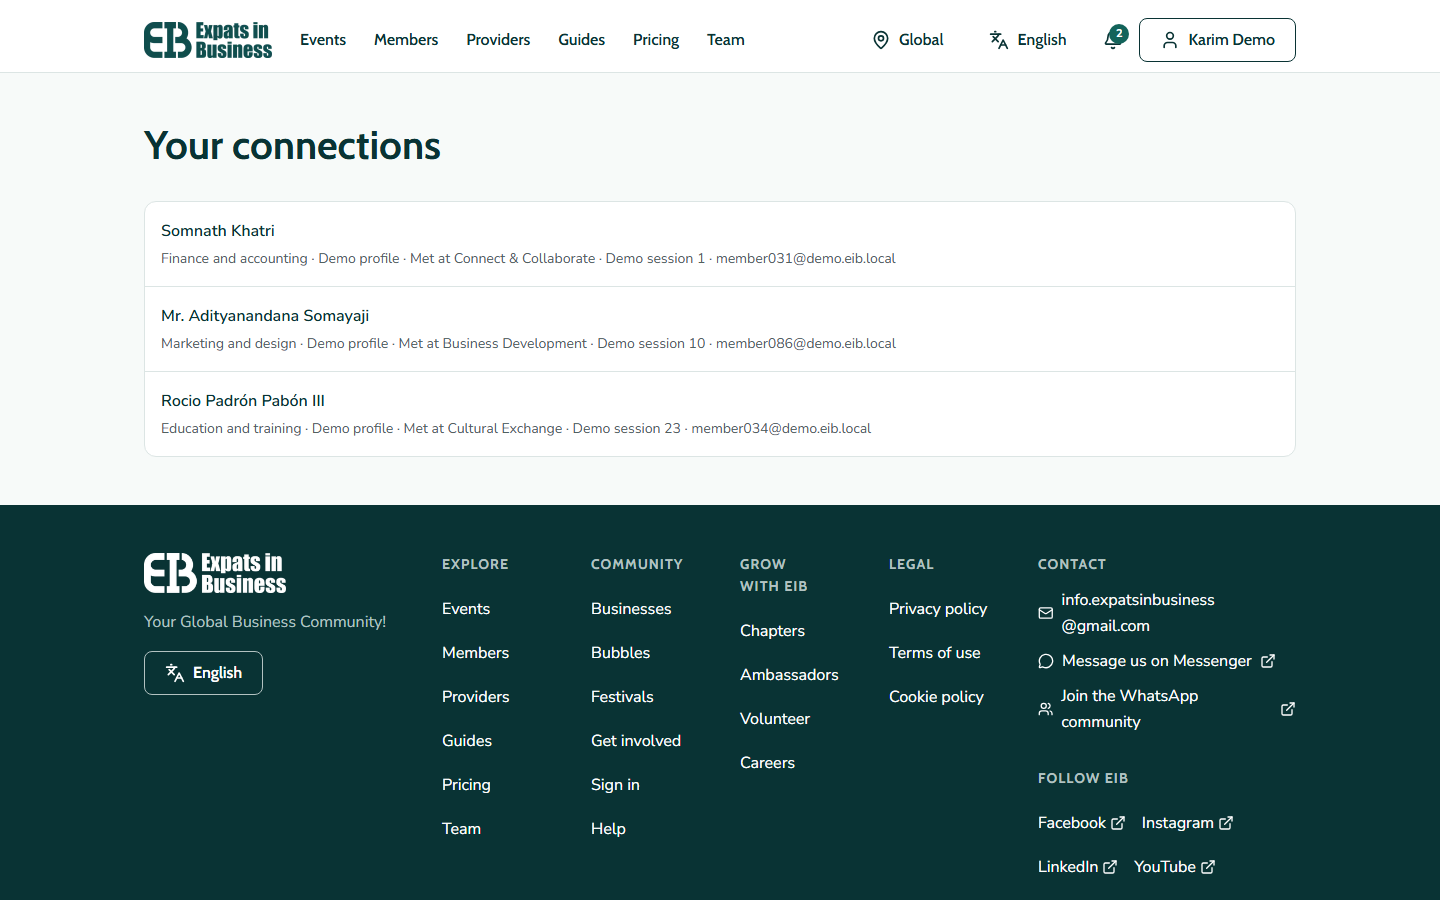 EIB Expats in
Business
Events
Members
Providers
Guides
Pricing
Team
Global
English
2
Karim Demo
Your connections
Somnath Khatri
Finance and accounting · Demo profile · Met at Connect & Collaborate · Demo session 1 · member031@demo.eib.local
Mr. Adityanandana Somayaji
Marketing and design · Demo profile · Met at Business Development · Demo session 10 · member086@demo.eib.local
Rocio Padrón Pabón III
Education and training · Demo profile · Met at Cultural Exchange · Demo session 23 · member034@demo.eib.local
EIB Expats in
Business
Your Global Business Community!
English
EXPLORE
Events
Members
Providers
Guides
Pricing
Team
COMMUNITY
Businesses
Bubbles
Festivals
Get involved
Sign in
Help
GROW
WITH EIB
Chapters
Ambassadors
Volunteer
Careers
LEGAL
Privacy policy
Terms of use
Cookie policy
CONTACT
info.expatsinbusiness
@gmail.com
Message us on Messenger
Join the WhatsApp
community
FOLLOW EIB
Facebook
Instagram
LinkedIn
YouTube